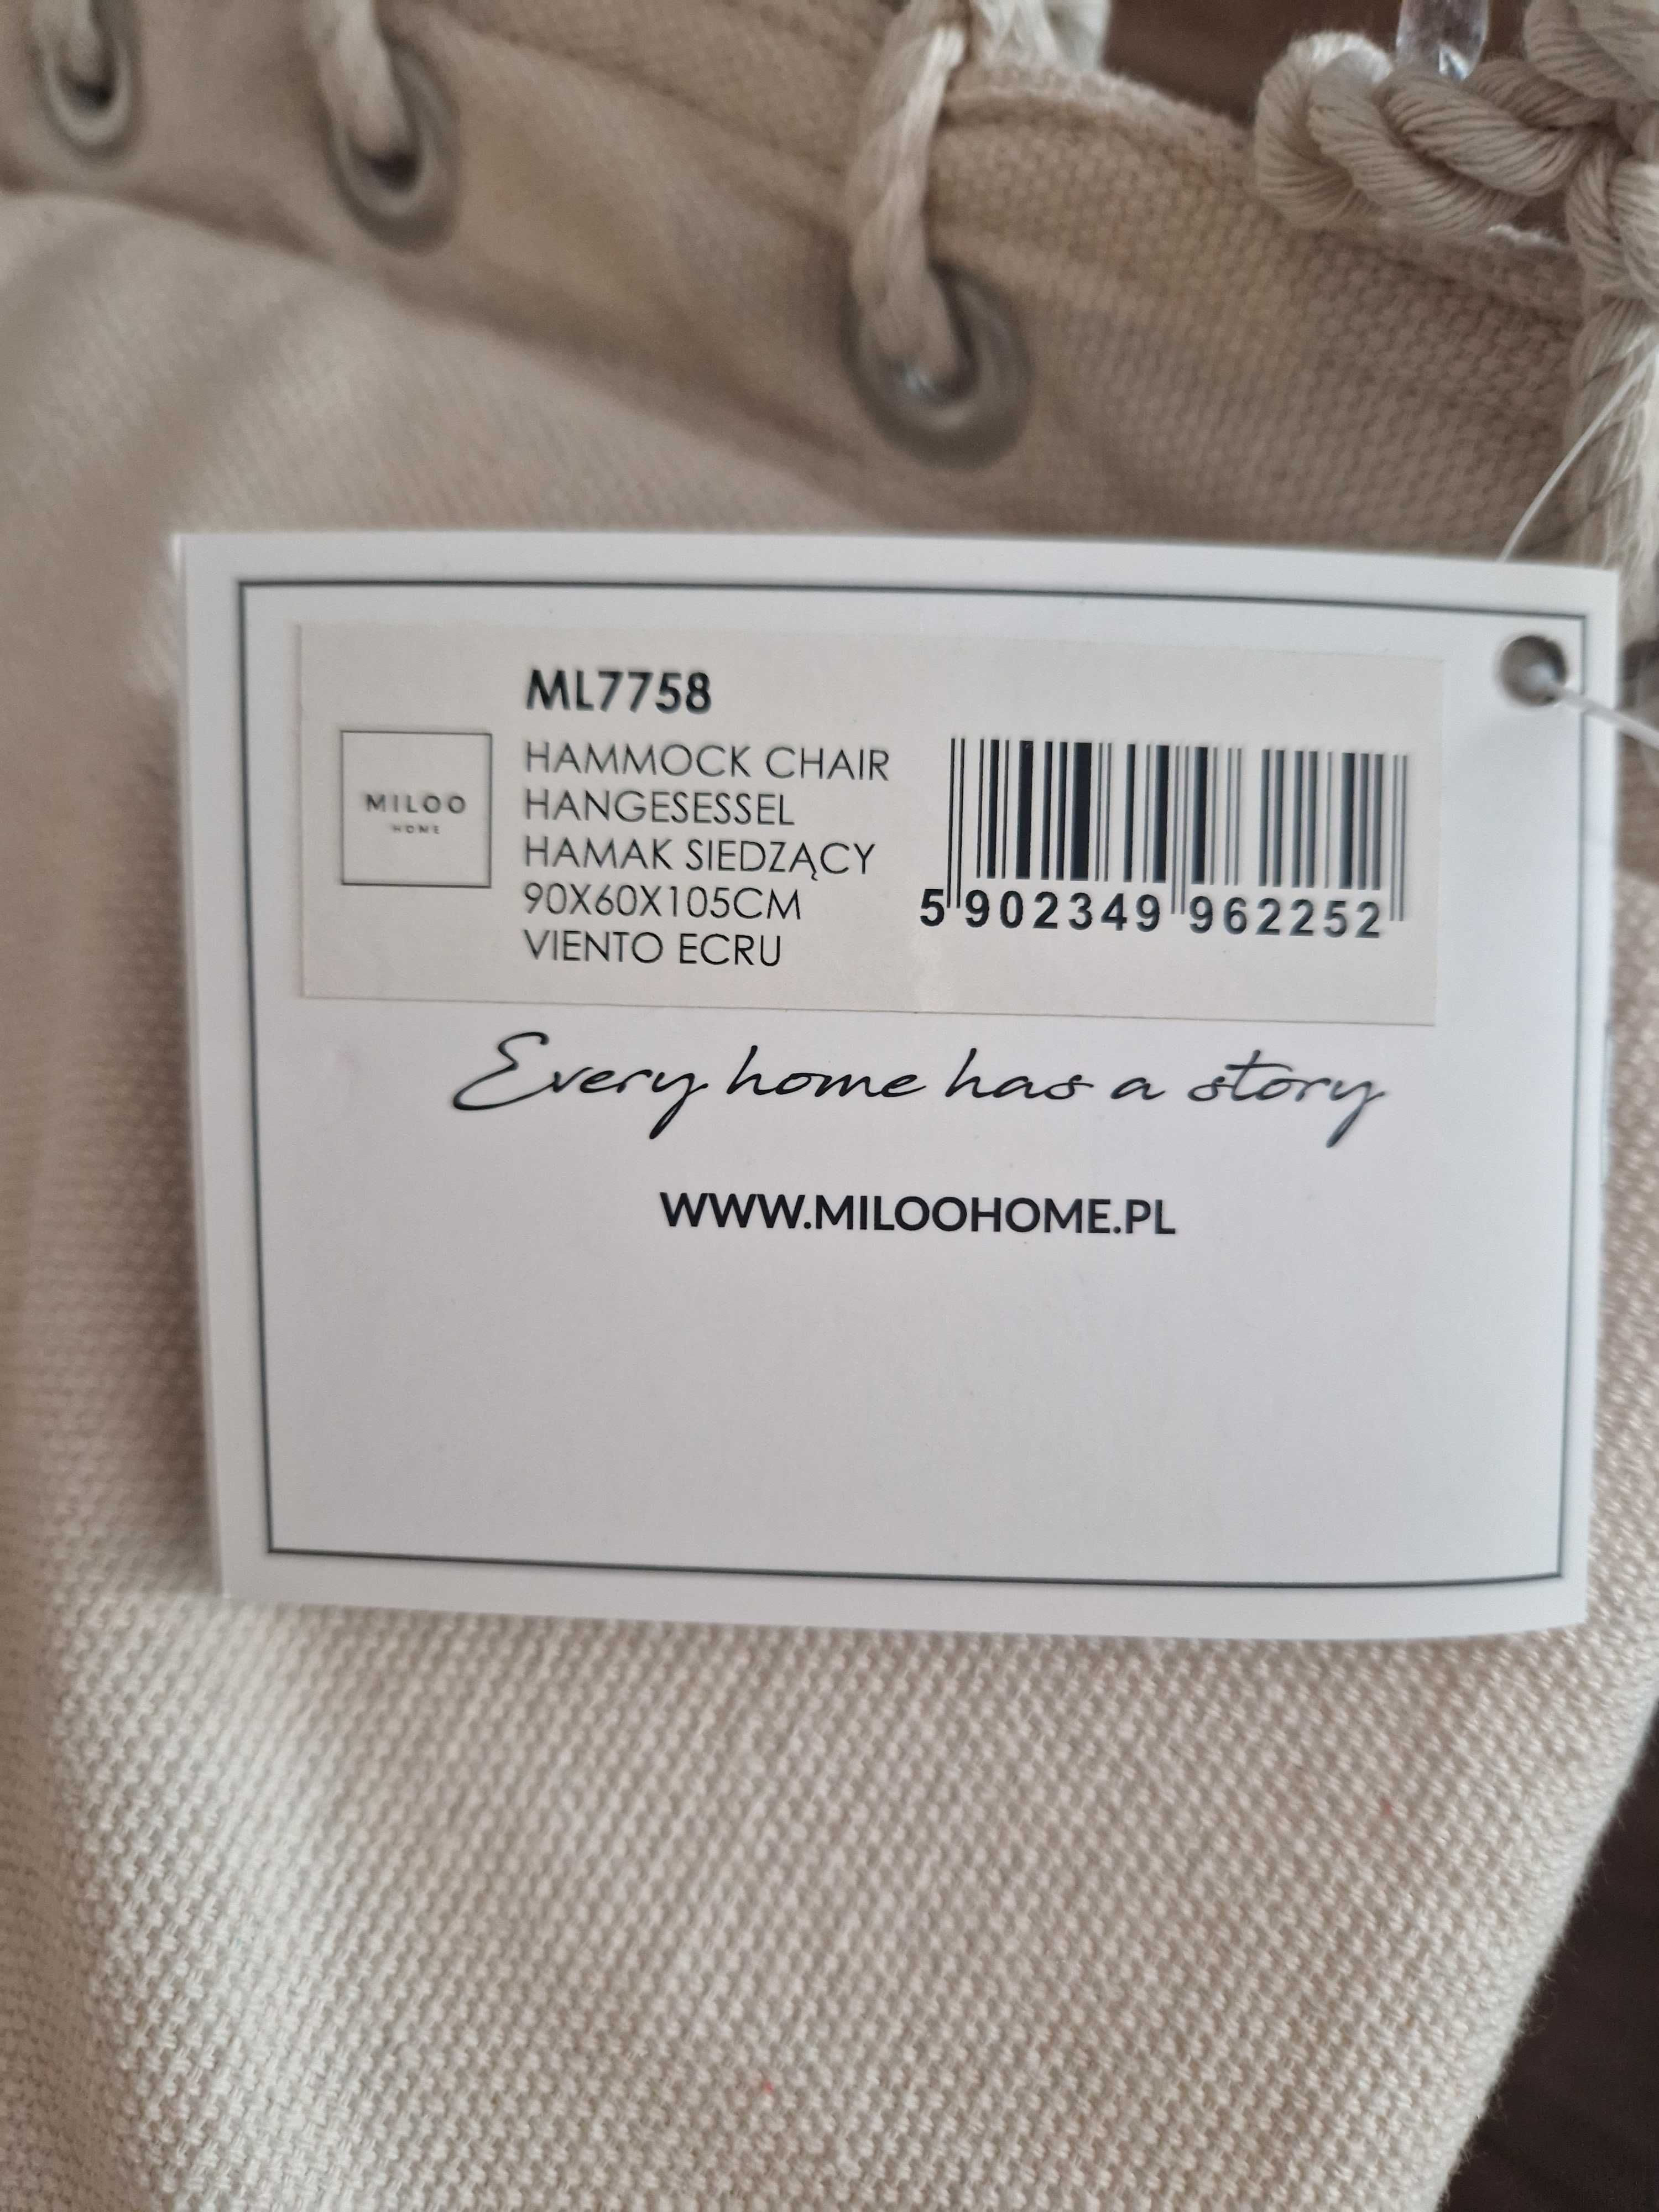 ML7758
MILOO
HOME
HAMMOCK CHAIR
HANGESESSEL
HAMAK SIEDZĄCY
90X60X105CM
VIENTO ECRU
5 902349 962252
Every home has a story
WWW.MILOOHOME.PL